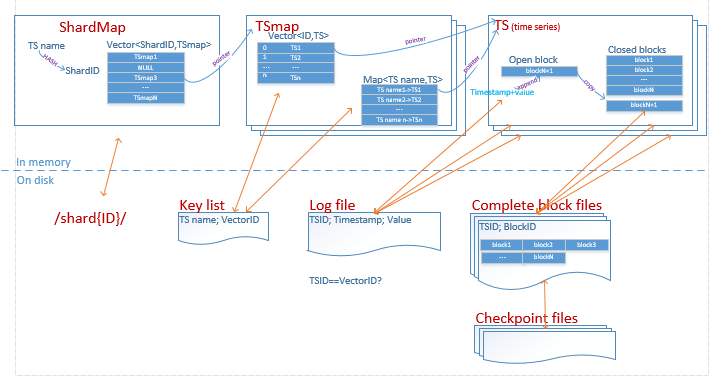 ShardMap
TS name
HASH
ShardID
Vector<ShardID,TSmap>
TSmap1
NULL
TSmap3
...
TSmapN
pointer
TSmap
Vector<ID,TS>
0 TS1
1 TS2
... ...
n TSn
Map<TS name,TS>
TS name1->TS1
TS name2->TS2
...
TS name n->TSn
pointer
pointer
TS (time series)
Open block
blockN+1
Timestamp+value
append
copy
Closed blocks
block1
block2
...
blockN
blockN+1
In memory
On disk
/shard{ID}/
Key list
TS name; VectorID
Log file
TSID; Timestamp; Value
TSID==VectorID?
Complete block files
TSID; BlockID
block1 block2 block3
... blockN
Checkpoint files